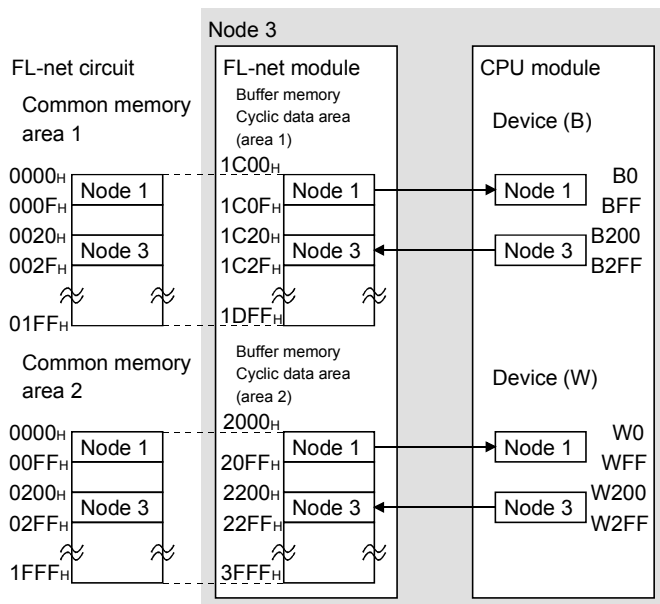 Node 3
FL-net circuit
FL-net module
CPU module
Common memory
area 1
Buffer memory
Cyclic data area
(area 1)
Device (B)
0000H
Node 1
000FH
0020H
Node 3
002FH
01FFH
1C00H
Node 1
1C0FH
1C20H
Node 3
1C2FH
1DFFH
Node 1
B0
BFF
Node 3
B200
B2FF
Common memory
area 2
Buffer memory
Cyclic data area
(area 2)
Device (W)
0000H
Node 1
00FFH
0200H
Node 3
02FFH
1FFFH
2000H
Node 1
20FFH
2200H
Node 3
22FFH
3FFFH
Node 1
W0
WFF
Node 3
W200
W2FF